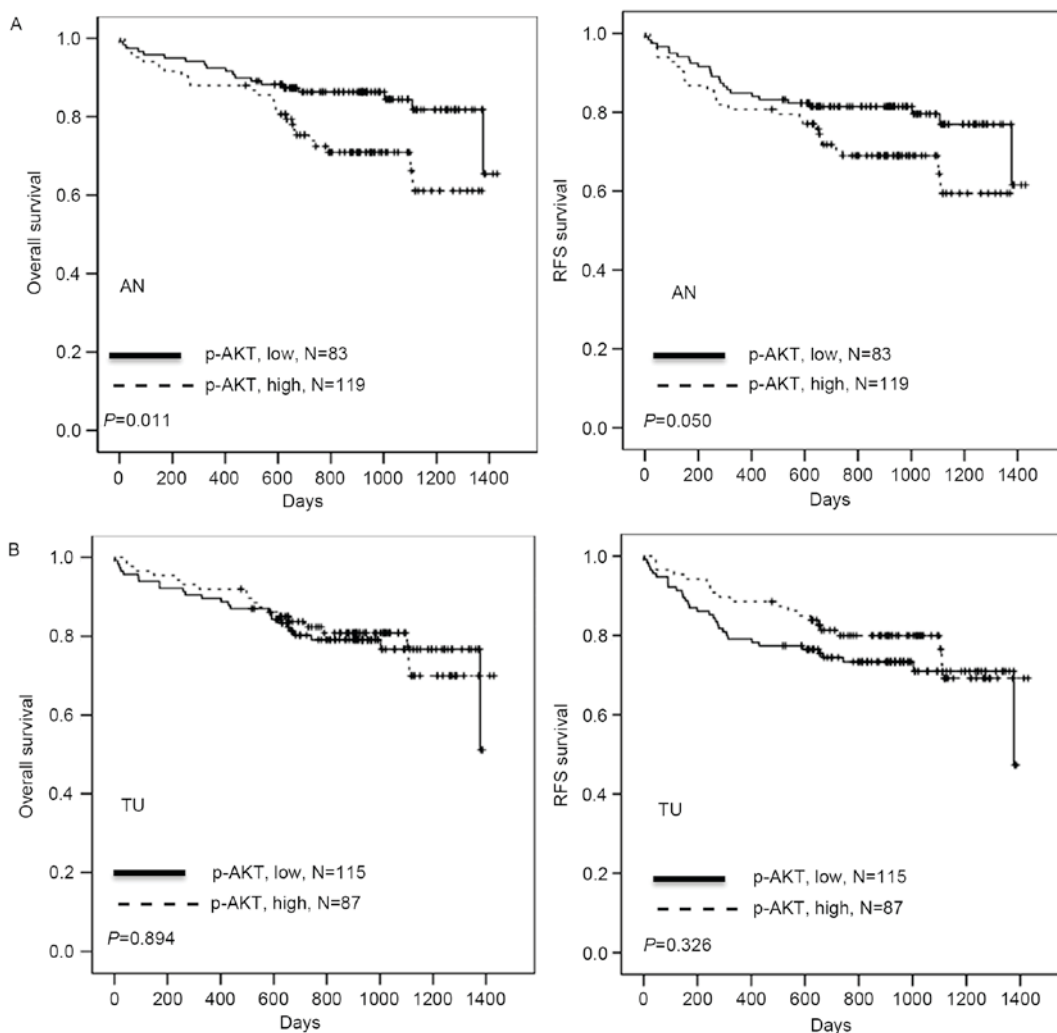 A
Overall survival
1.0
0.8
0.6
0.4
0.2
0.0
AN
p-AKT, low, N=83
p-AKT, high, N=119
P=0.011
0 200 400 600 800 1000 1200 1400
Days
RFS survival
1.0
0.8
0.6
0.4
0.2
0.0
AN
p-AKT, low, N=83
p-AKT, high, N=119
P=0.050
0 200 400 600 800 1000 1200 1400
Days
B
Overall survival
1.0
0.8
0.6
0.4
0.2
0.0
TU
p-AKT, low, N=115
p-AKT, high, N=87
P=0.894
0 200 400 600 800 1000 1200 1400
Days
RFS survival
1.0
0.8
0.6
0.4
0.2
0.0
TU
p-AKT, low, N=115
p-AKT, high, N=87
P=0.326
0 200 400 600 800 1000 1200 1400
Days